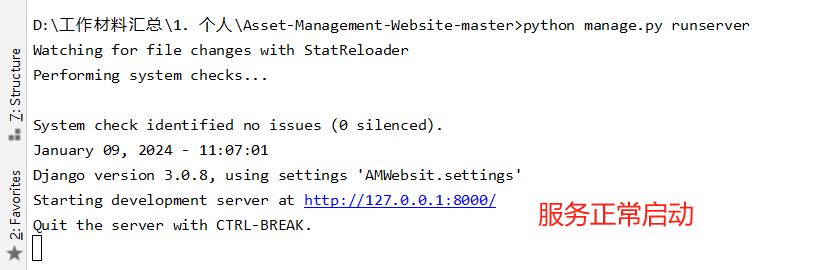 D:\工作材料汇总\1. 个人\Asset-Management-Website-master>python manage.py runserver
Watching for file changes with StatReloader
Performing system checks...
System check identified no issues (0 silenced).
January 09, 2024 - 11:07:01
Django version 3.0.8, using settings 'AMWebsit.settings'
Starting development server at http://127.0.0.1:8000/
Quit the server with CTRL-BREAK.
服务正常启动
7: Structure
2: Favorites